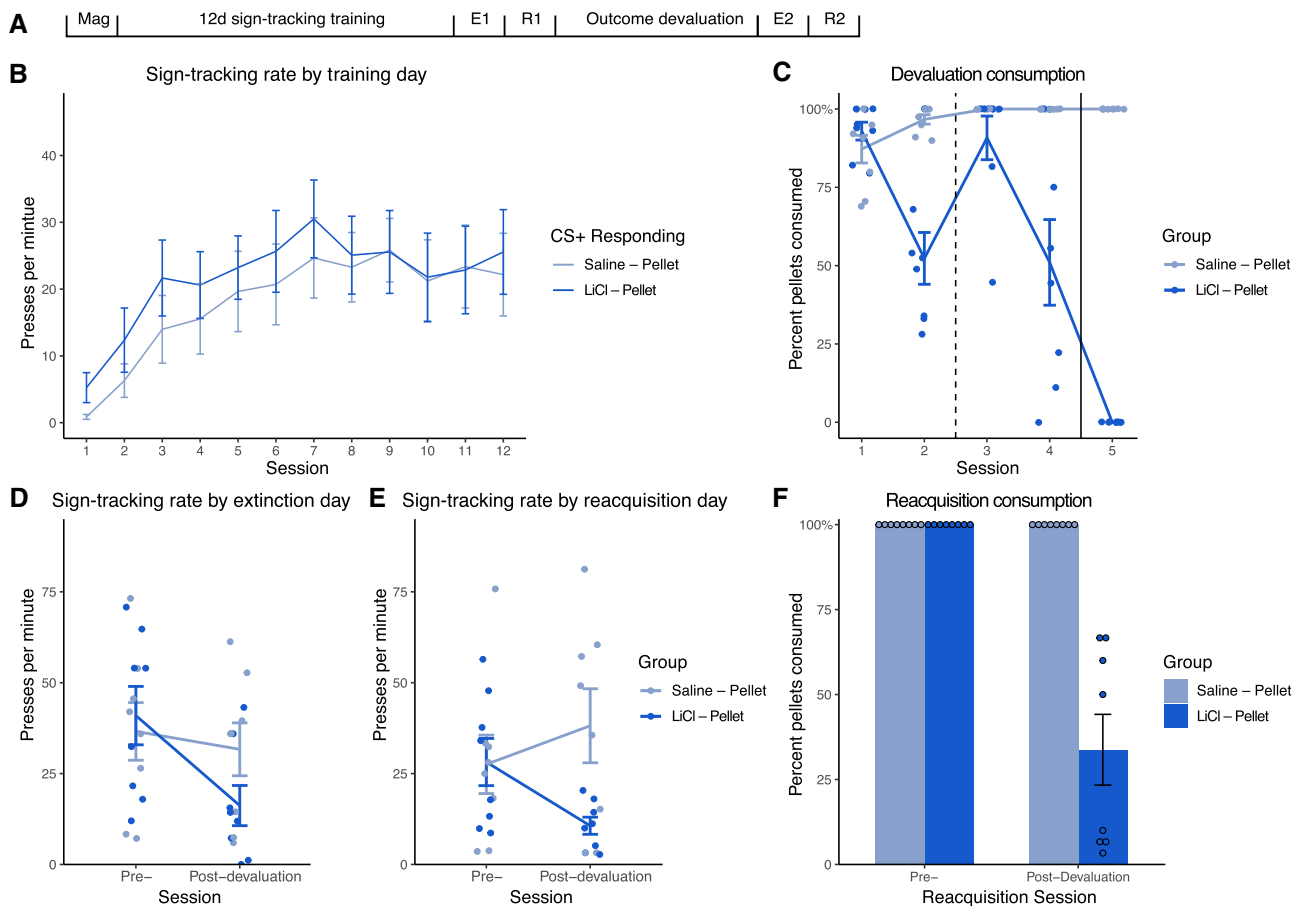 A
Mag 12d sign-tracking training E1 R1 Outcome devaluation E2 R2
B
Sign-tracking rate by training day
Presses per mintue
40
30
20
10
0
1 2 3 4 5 6 7 8 9 10 11 12
Session
CS+ Responding
Saline – Pellet
LiCl – Pellet
C
Devaluation consumption
Percent pellets consumed
100%
75
50
25
0
1 2 3 4 5
Session
Group
Saline – Pellet
LiCl – Pellet
D
Sign-tracking rate by extinction day
Presses per minute
75
50
25
0
Pre– Post–devaluation
Session
E
Sign-tracking rate by reacquisition day
Presses per minute
75
50
25
0
Pre– Post–devaluation
Session
Group
Saline – Pellet
LiCl – Pellet
F
Reacquisition consumption
Percent pellets consumed
100%
75
50
25
0
Pre– Post–Devaluation
Reacquisition Session
Group
Saline – Pellet
LiCl – Pellet